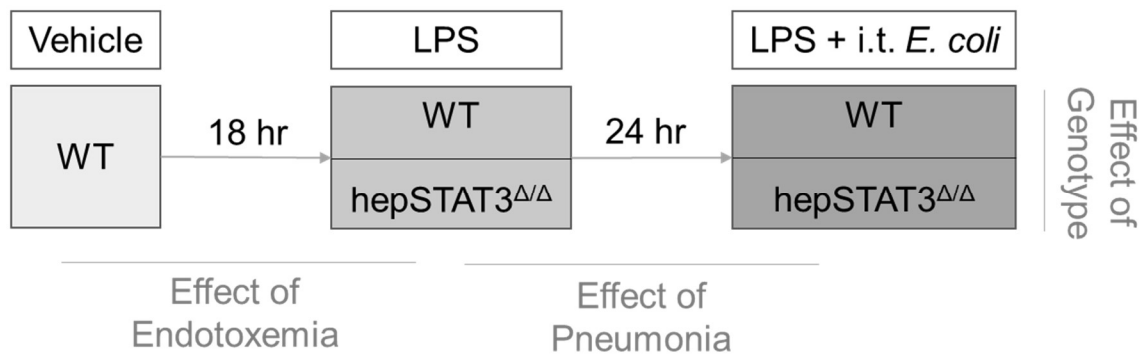 Vehicle
LPS
LPS + i.t. E. coli
WT
18 hr
WT
hepSTAT3Δ/Δ
24 hr
WT
hepSTAT3Δ/Δ
Effect of
Genotype
Effect of
Endotoxemia
Effect of
Pneumonia